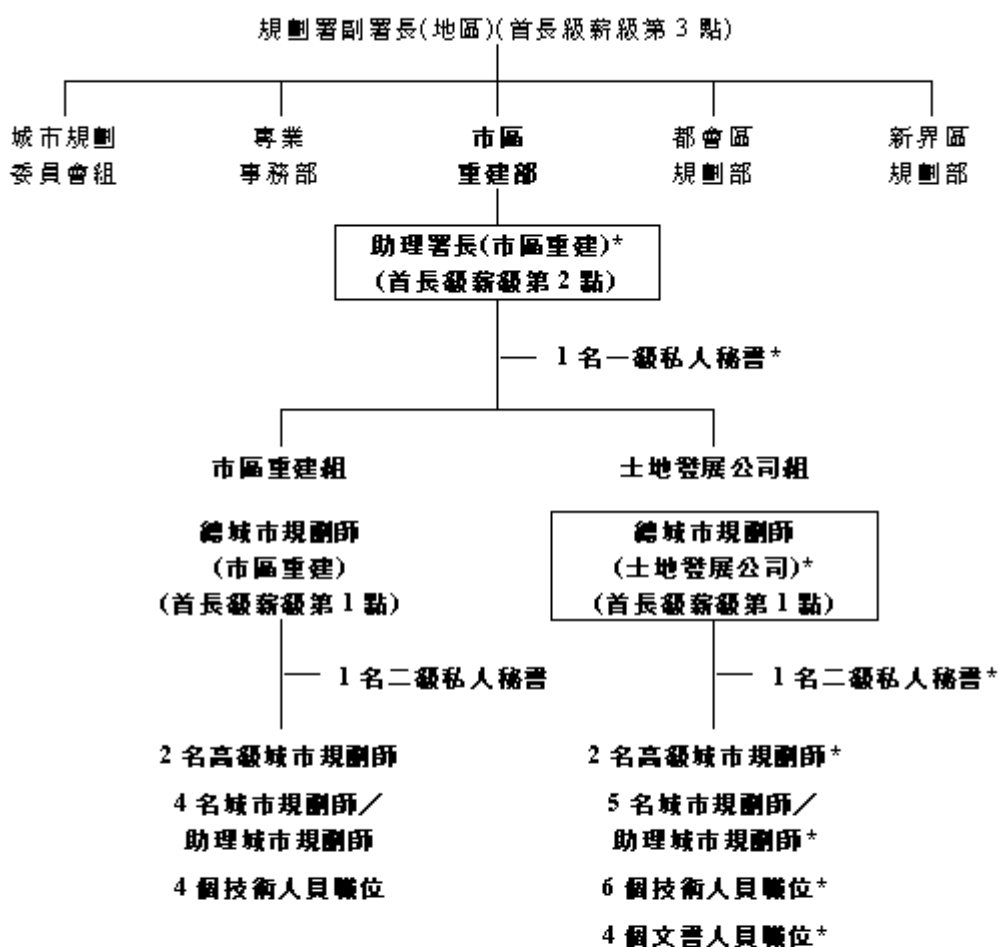 規劃署副署長(地區)(首長級薪級第 3 點)
城市規劃
委員會組
專業
事務部
市區
重建部
都會區
規劃部
新界區
規劃部
助理署長(市區重建)*
(首長級薪級第 2 點)
1 名一級私人秘書*
市區重建組
土地發展公司組
總城市規劃師
(市區重建)
(首長級薪級第 1 點)
總城市規劃師
(土地發展公司)*
(首長級薪級第 1 點)
1 名二級私人秘書
1 名二級私人秘書*
2 名高級城市規劃師
4 名城市規劃師／
助理城市規劃師
4 個技術人員職位
2 名高級城市規劃師*
5 名城市規劃師／
助理城市規劃師*
6 個技術人員職位*
4 個文書人員職位*